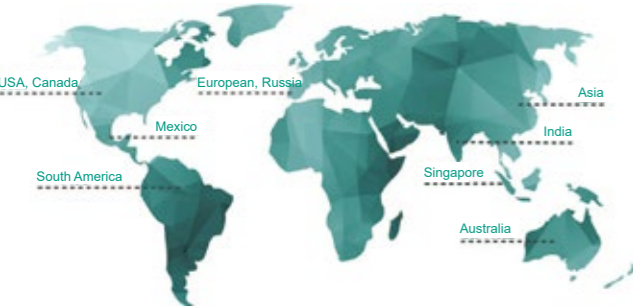 USA, Canada
European, Russia
Asia
Mexico
India
South America
Singapore
Australia